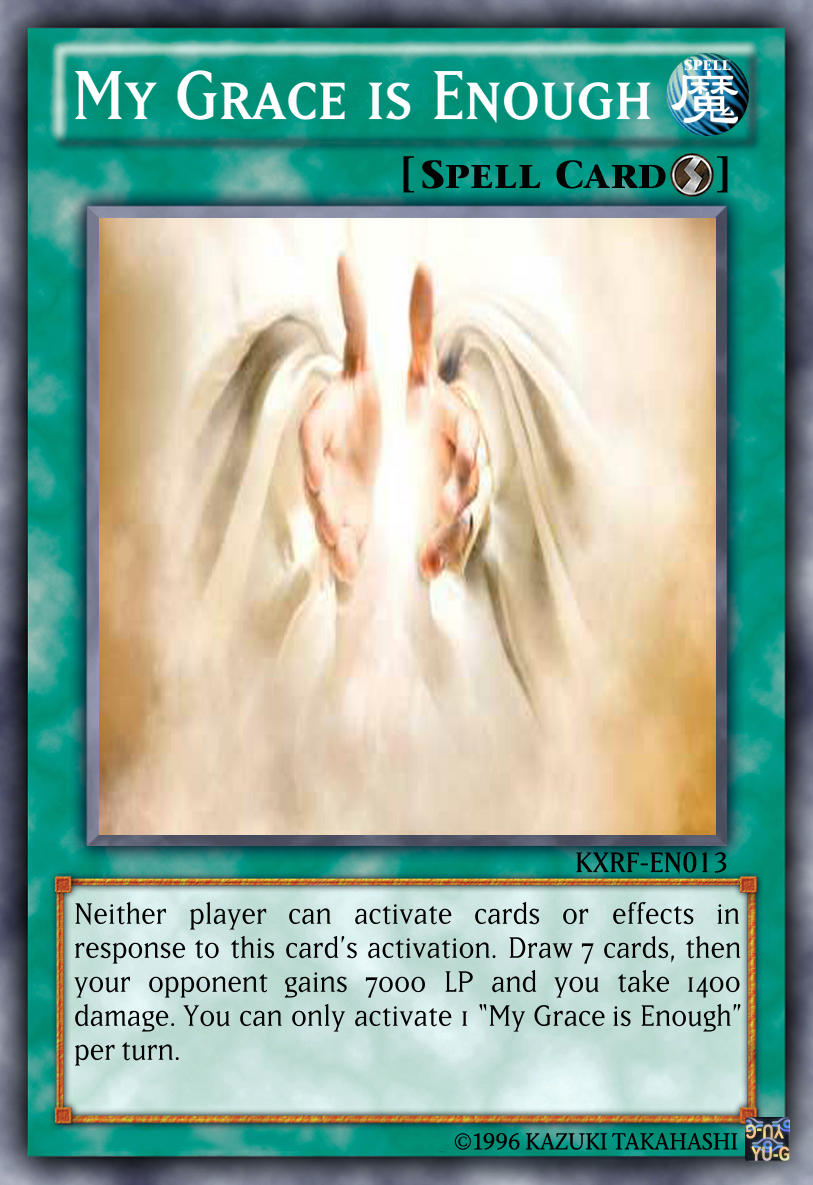 My Grace is Enough
SPELL
魔
[Spell Card]
KXRF-EN013
Neither player can activate cards or effects in
response to this card's activation. Draw 7 cards, then
your opponent gains 7000 LP and you take 1400
damage. You can only activate 1 "My Grace is Enough"
per turn.
©1996 KAZUKI TAKAHASHI
YU-G
YU-G